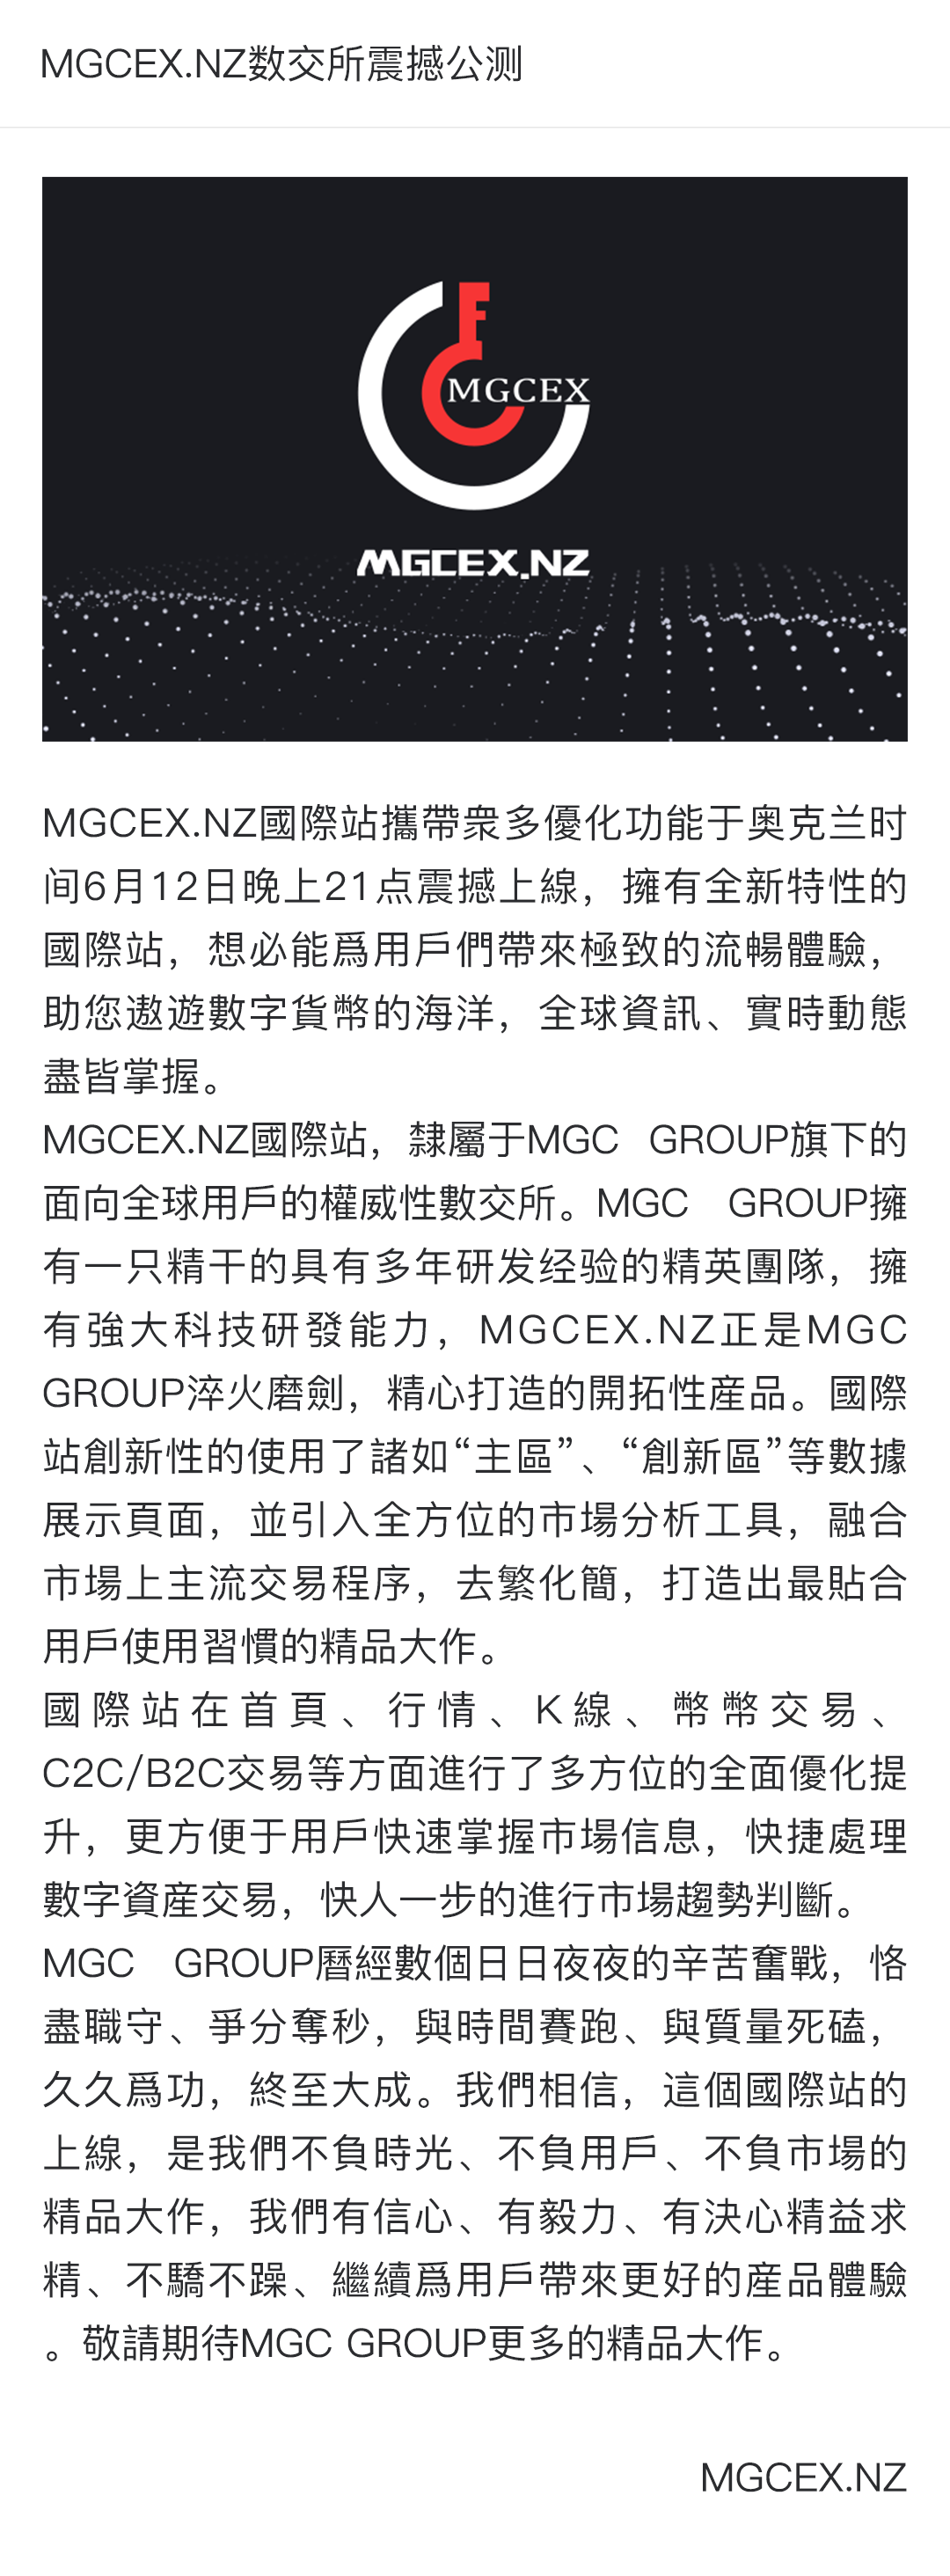 MGCEX.NZ数交所震撼公测
MGCEX
MGCEX.NZ
MGCEX.NZ國際站攜帶衆多優化功能于奥克兰时
间6月12日晚上21点震撼上線，擁有全新特性的
國際站，想必能爲用戶們帶來極致的流暢體驗，
助您遨遊數字貨幣的海洋，全球資訊、實時動態
盡皆掌握。
MGCEX.NZ國際站，隸屬于MGC GROUP旗下的
面向全球用戶的權威性數交所。MGC GROUP擁
有一只精干的具有多年研发经验的精英團隊，擁
有強大科技研發能力，MGCEX.NZ正是MGC
GROUP淬火磨劍，精心打造的開拓性産品。國際
站創新性的使用了諸如“主區”、“創新區”等數據
展示頁面，並引入全方位的市場分析工具，融合
市場上主流交易程序，去繁化簡，打造出最貼合
用戶使用習慣的精品大作。
國際站在首頁、行情、K線、幣幣交易、
C2C/B2C交易等方面進行了多方位的全面優化提
升，更方便于用戶快速掌握市場信息，快捷處理
數字資産交易，快人一步的進行市場趨勢判斷。
MGC GROUP曆經數個日日夜夜的辛苦奮戰，恪
盡職守、爭分奪秒，與時間賽跑、與質量死磕，
久久爲功，終至大成。我們相信，這個國際站的
上線，是我們不負時光、不負用戶、不負市場的
精品大作，我們有信心、有毅力、有決心精益求
精、不驕不躁、繼續爲用戶帶來更好的産品體驗
。敬請期待MGC GROUP更多的精品大作。
MGCEX.NZ